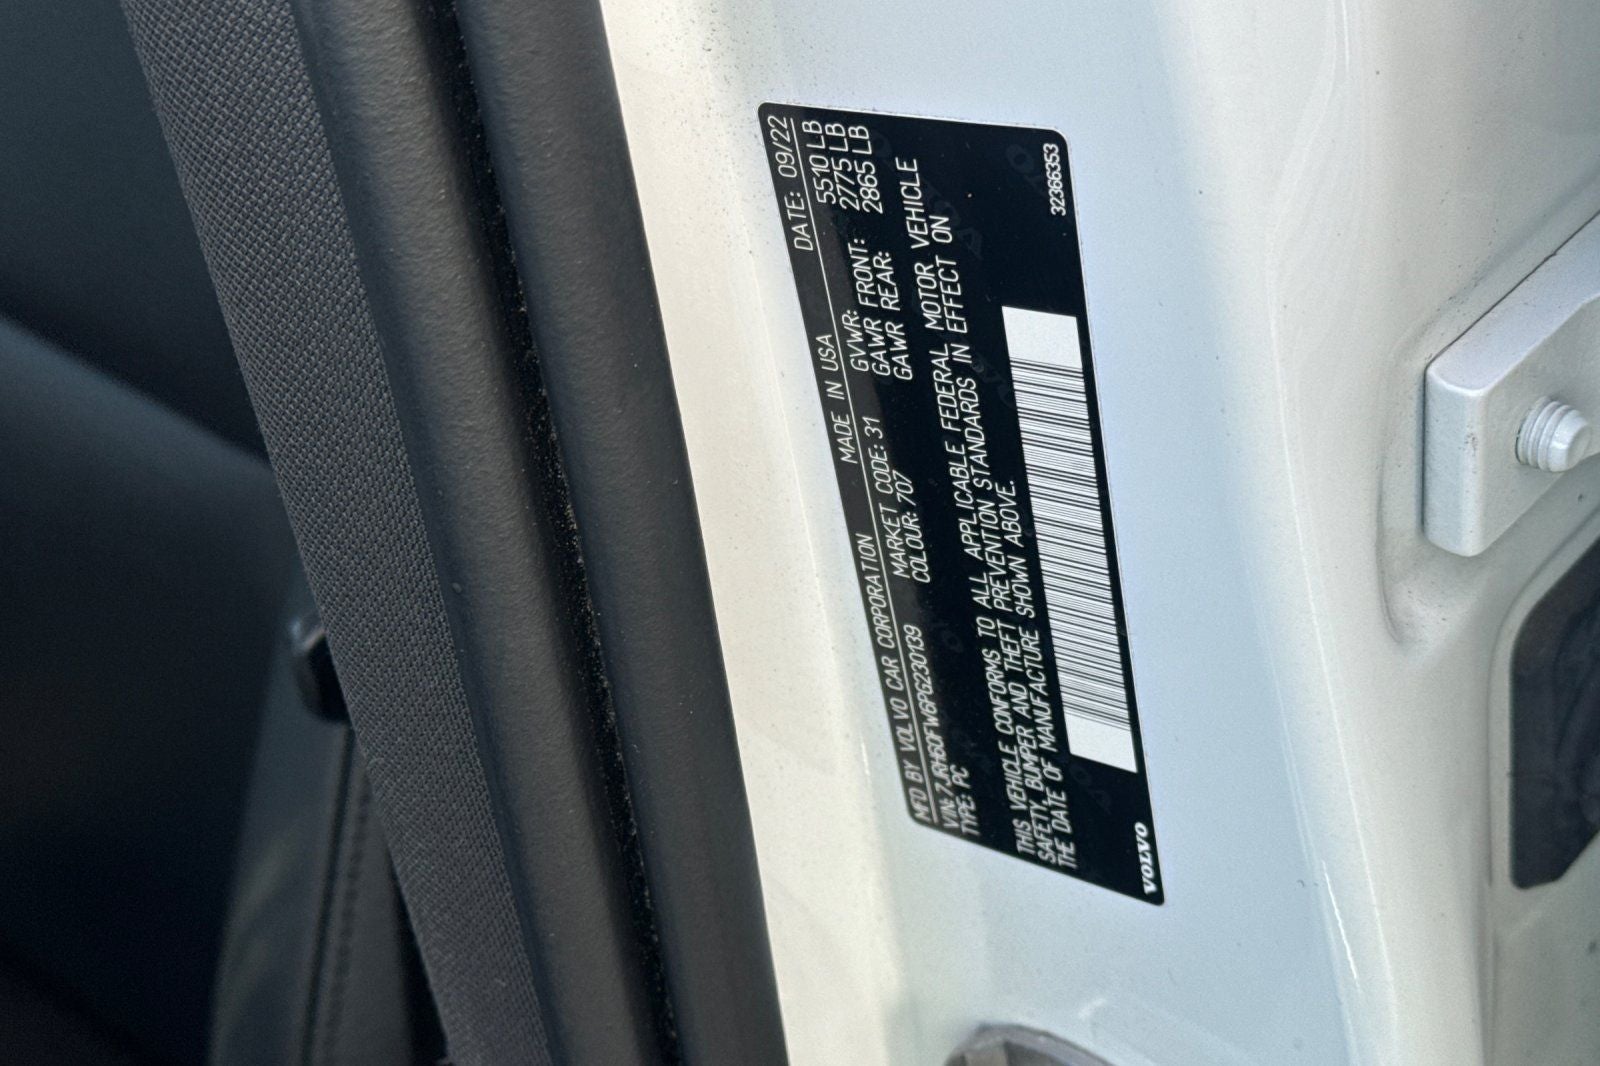 MFD BY VOLVO CAR CORPORATION MADE IN USA DATE: 09/22
VIN: 7JRH60FW6PG230139 MARKET CODE: 31 GVWR: 5510 LB
TYPE: PC COLOUR: 707 GAWR FRONT: 2775 LB
GAWR REAR: 2865 LB
THIS VEHICLE CONFORMS TO ALL APPLICABLE FEDERAL MOTOR VEHICLE
SAFETY, BUMPER AND THEFT PREVENTION STANDARDS IN EFFECT ON
THE DATE OF MANUFACTURE SHOWN ABOVE.
VOLVO 32366353